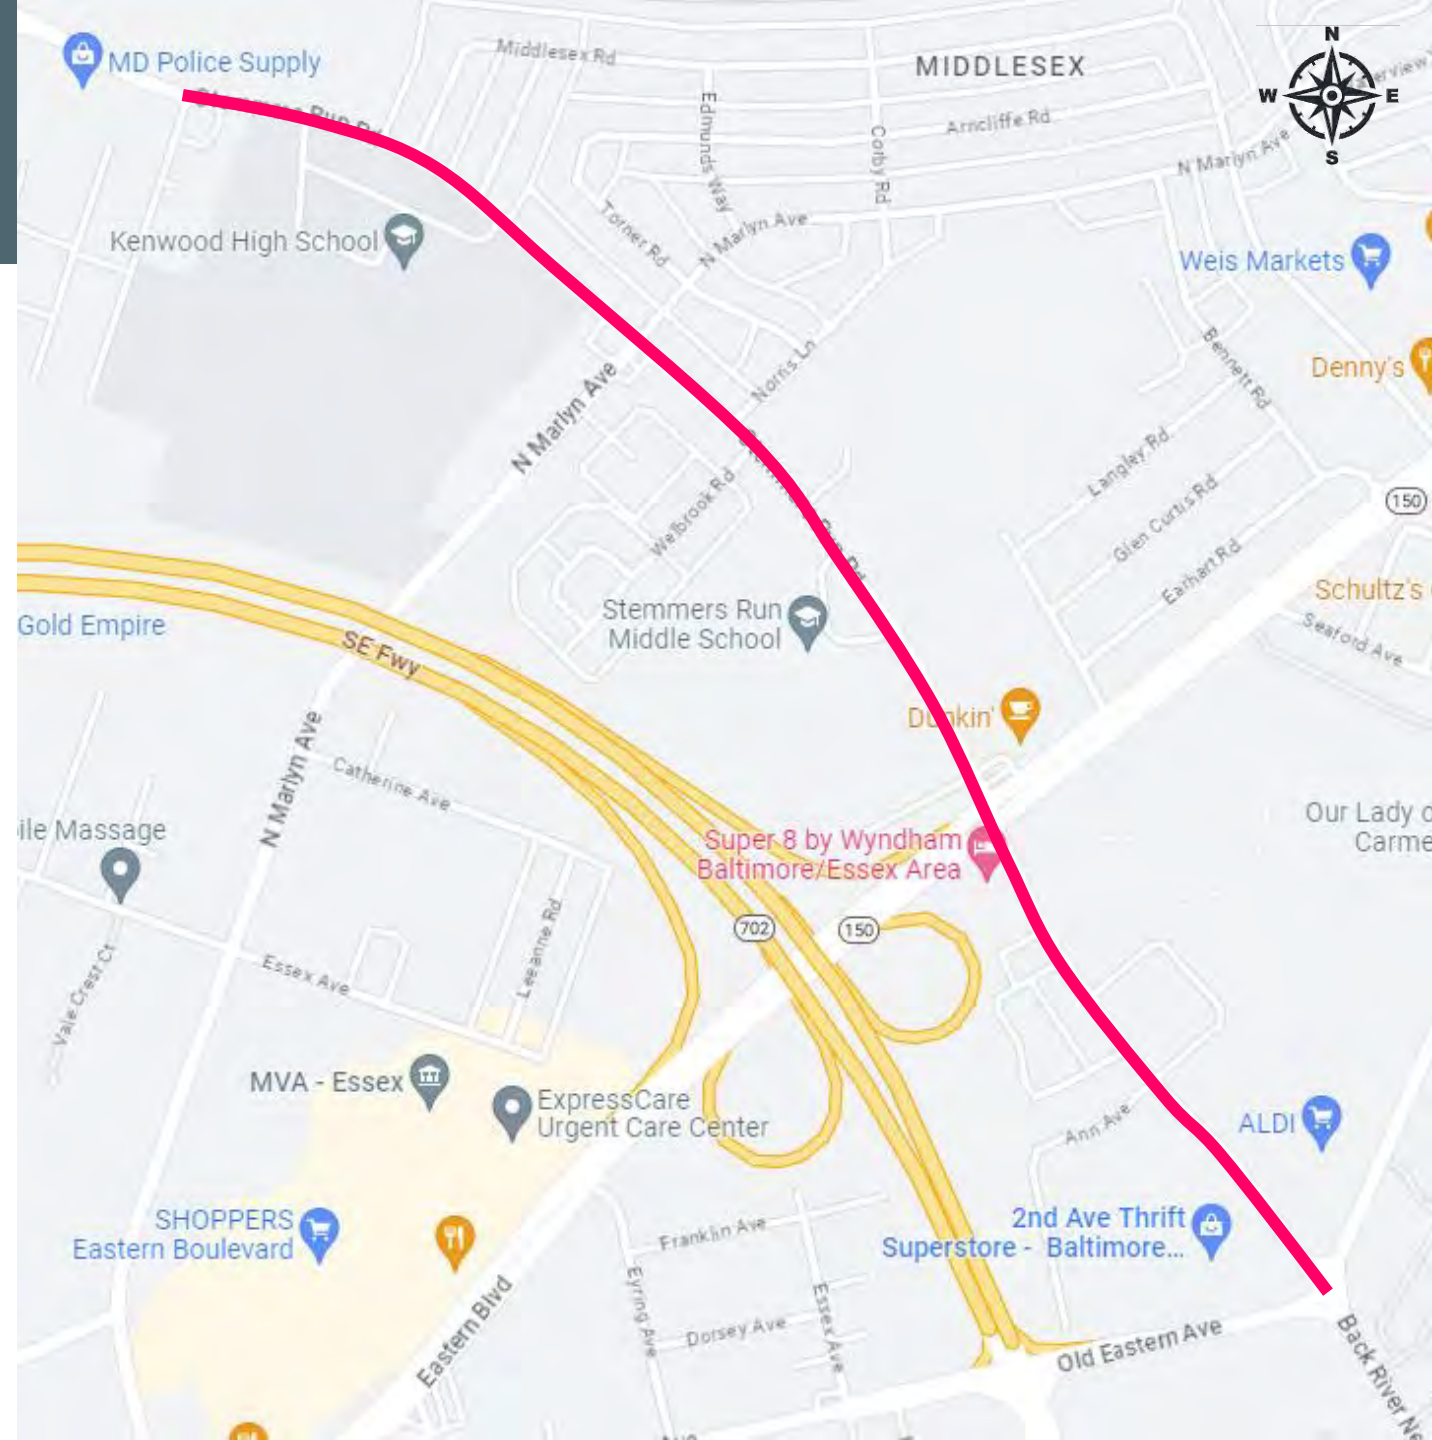 N
W
E
S
MD Police Supply
Middlesex Rd
MIDDLESEX
Edmunds Way
Corby Rd
Arncliffe Rd
N Marlyn Ave
Kenwood High School
Torner Rd
N Marlyn Ave
Weis Markets
Bennett Rd
Denny's
Norris Ln
N Marlyn Ave
Welbrook Rd
Langley Rd
Glen Curtis Rd
Earhart Rd
150
Schultz's
Seaford Ave
Stemmers Run
Middle School
Gold Empire
SE Fwy
N Marlyn Ave
Catherine Ave
Dunkin'
Super 8 by Wyndham
Baltimore/Essex Area
Our Lady
Massage
702
150
Leeanne Rd
Essex Ave
Vale Crest Ct
MVA - Essex
ExpressCare
Urgent Care Center
Ann Ave
ALDI
SHOPPERS
Eastern Boulevard
2nd Ave Thrift
Superstore - Baltimore...
Franklin Ave
Eyring Ave
Essex Ave
Dorsey Ave
Eastern Blvd
Old Eastern Ave
Back River